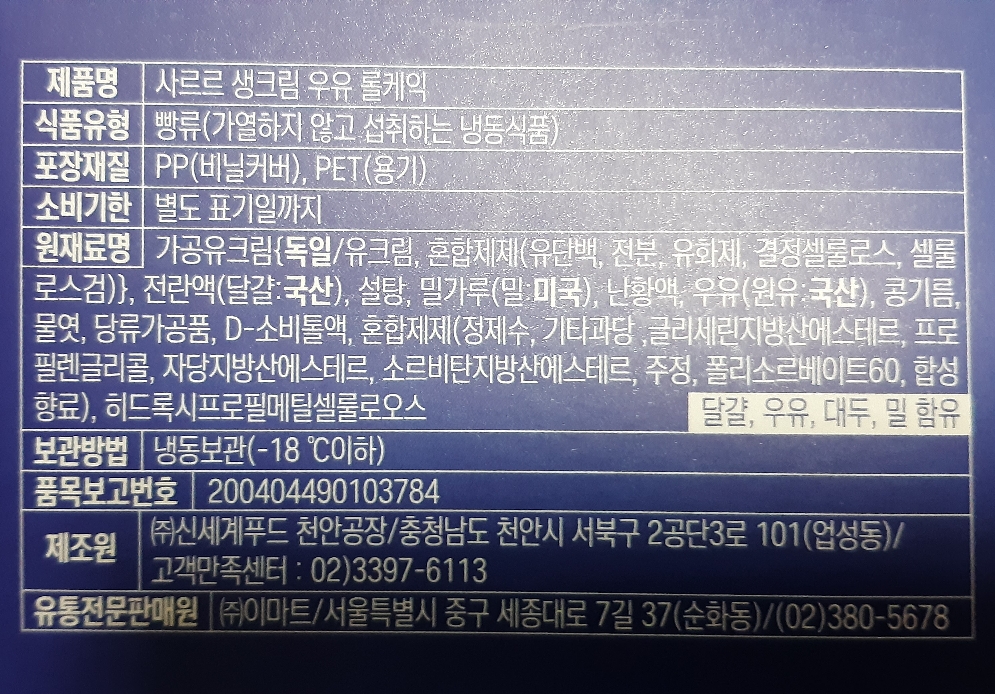 제품명 사르르 생크림 우유 롤케익
식품유형 빵류(가열하지 않고 섭취하는 냉동식품)
포장재질 PP(비닐커버), PET(용기)
소비기한 별도 표기일까지
원재료명 가공유크림{독일/유크림, 혼합제제(유단백, 전분, 유화제, 결정셀룰로스, 셀룰
로스검)}, 전란액(달걀:국산), 설탕, 밀가루(밀:미국), 난황액, 우유(원유:국산), 콩기름,
물엿, 당류가공품, D-소비톨액, 혼합제제(정제수, 기타과당 ,글리세린지방산에스테르, 프로
필렌글리콜, 자당지방산에스테르, 소르비탄지방산에스테르, 주정, 폴리소르베이트60, 합성
향료), 히드록시프로필메틸셀룰로오스 달걀, 우유, 대두, 밀 함유
보관방법 냉동보관(-18 ℃이하)
품목보고번호 200404490103784
제조원 ㈜신세계푸드 천안공장/충청남도 천안시 서북구 2공단3로 101(업성동)/
고객만족센터 : 02)3397-6113
유통전문판매원 ㈜이마트/서울특별시 중구 세종대로 7길 37(순화동)/(02)380-5678